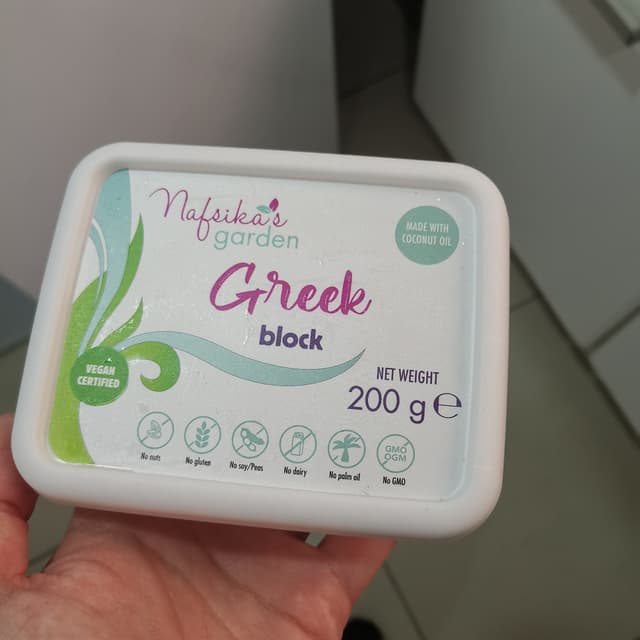 Nafsika's
garden
MADE WITH
COCONUT OIL
Greek
block
VEGAN
CERTIFIED
NET WEIGHT
200 g ℮
No nuts
No gluten
No soy/Peas
No dairy
No palm oil
GMO
OGM
No GMO